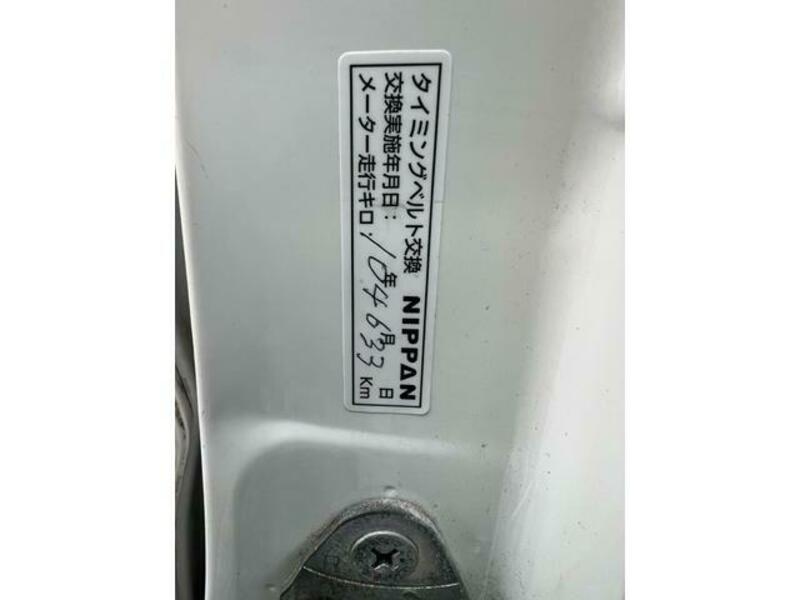 タイミングベルト交換 NIPPAN
交換実施年月日: 年 月 日
メーター走行キロ: 104633 Km